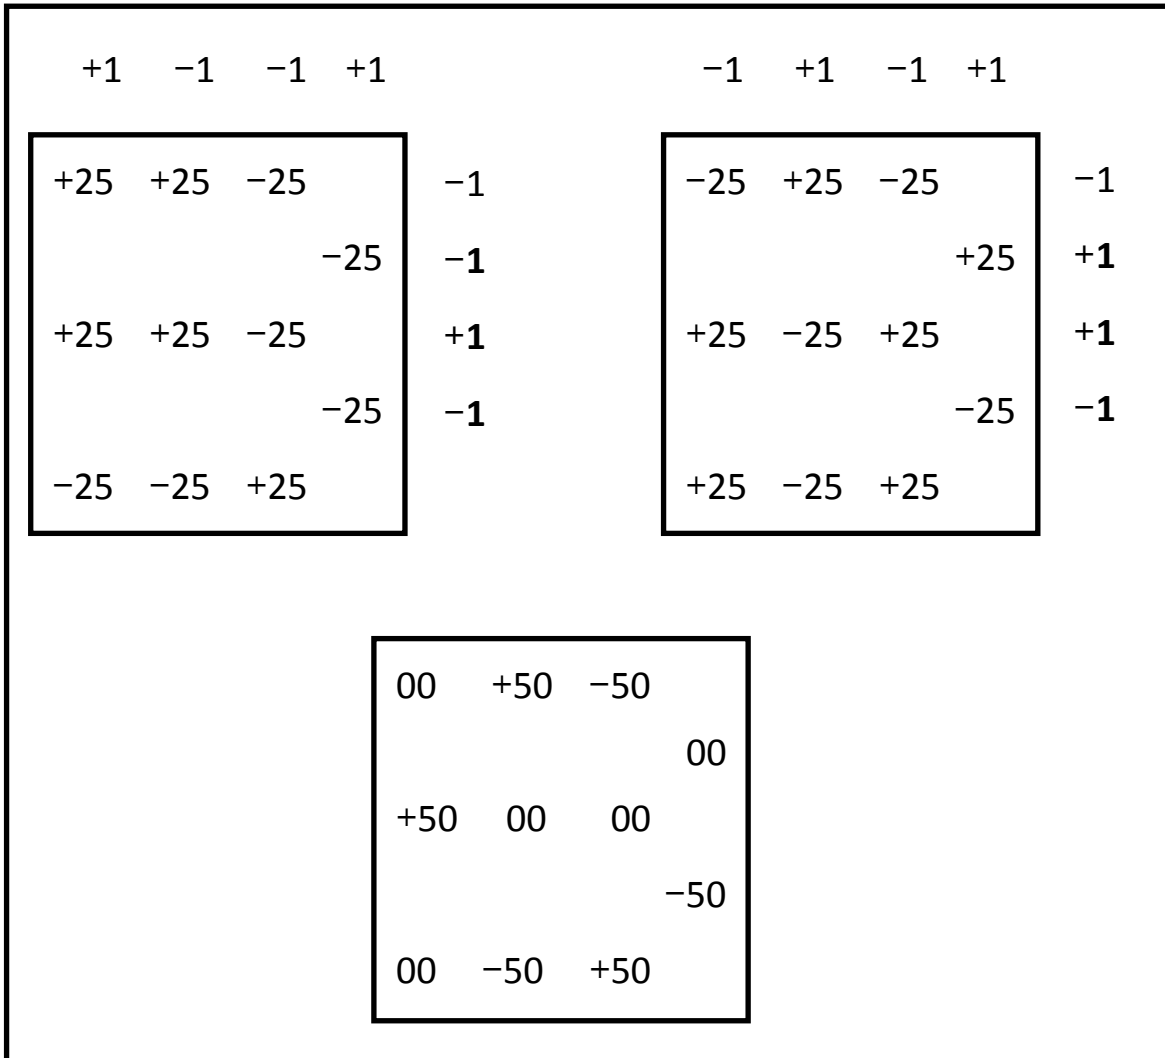 +1 −1 −1 +1
+25 +25 −25 −1
−25 −1
+25 +25 −25 +1
−25 −1
−25 −25 +25
−1 +1 −1 +1
−25 +25 −25 −1
+25 +1
+25 −25 +25 +1
−25 −1
+25 −25 +25
00 +50 −50
00
+50 00 00
−50
00 −50 +50